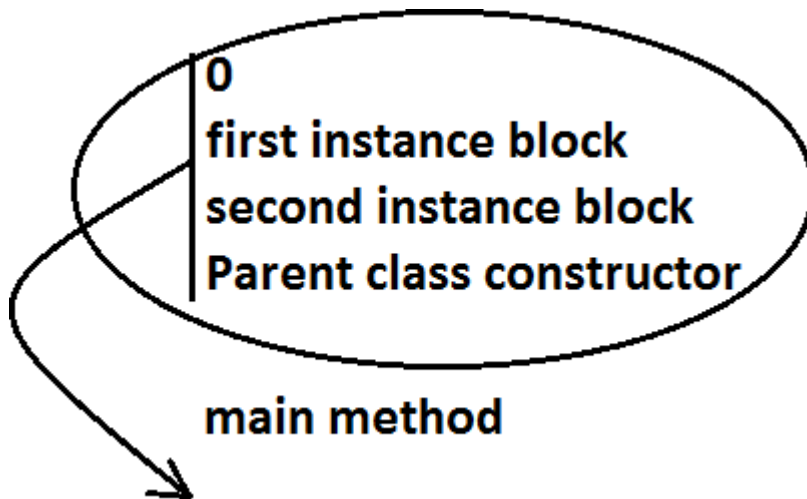 0
first instance block
second instance block
Parent class constructor
main method